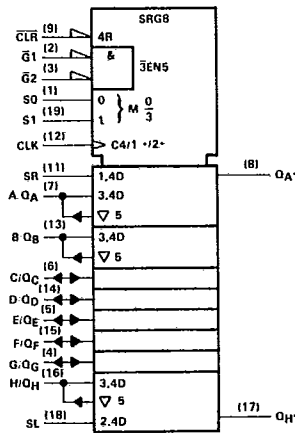 SRG8
(9) CLR 4R
(2) G1 &
(3) G2 3EN5
(1) S0 0 M 0/3
(19) S1 1
(12) CLK C4/1 →/2←
(11) SR 1,4D (8) QA'
(7) A/QA 3,4D
5
(13) B/QB 3,4D
6
(6) C/QC
(14) D/QD
(5) E/QE
(15) F/QF
(4) G/QG
(16) H/QH 3,4D
5
(18) SL 2,4D (17) QH'